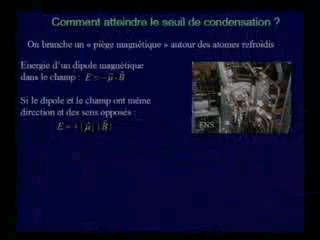 Comment atteindre le seuil de condensation ?
On branche un « piège magnétique » autour des atomes refroidis
Energie d'un dipole magnétique
dans le champ : E = -μ⃗ · B⃗
Si le dipole et le champ ont même
direction et des sens opposés :
E = + | μ⃗ | | B⃗ |
ENS